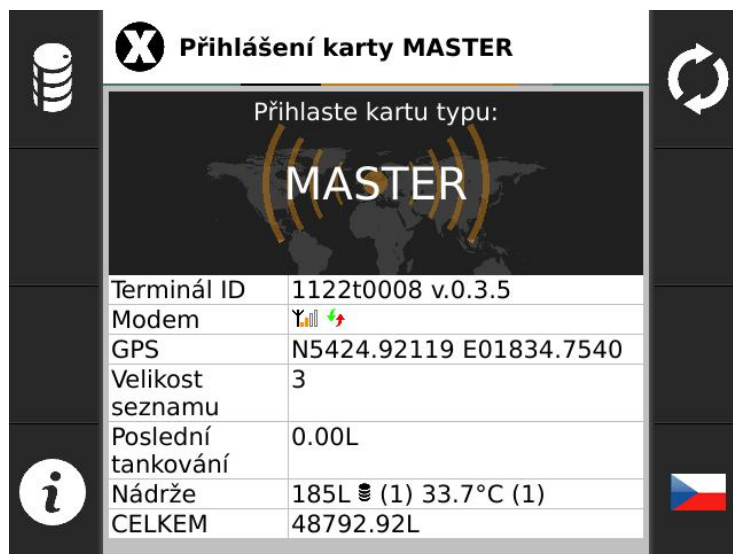 X Přihlášení karty MASTER
Přihlaste kartu typu:
MASTER
Terminál ID 1122t0008 v.0.3.5
Modem
GPS N5424.92119 E01834.7540
Velikost 3
seznamu
Poslední 0.00L
tankování
Nádrže 185L (1) 33.7°C (1)
CELKEM 48792.92L
i